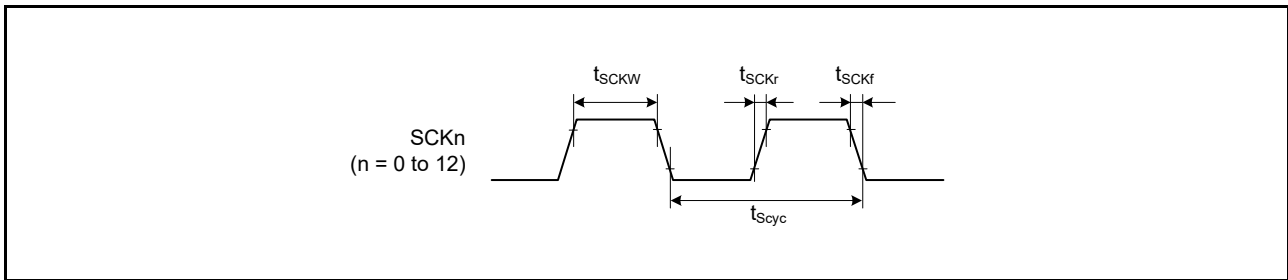 tSCKW
tSCKr
tSCKf
SCKn
(n = 0 to 12)
tScyc